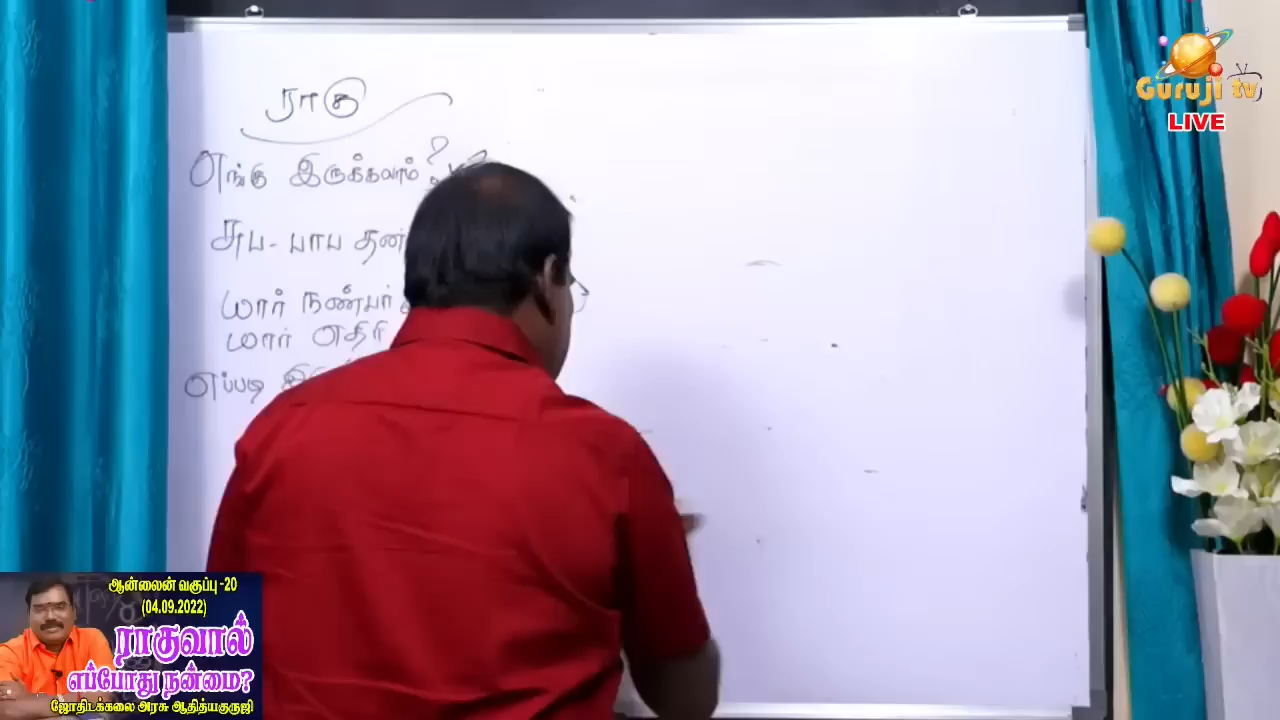 ராகு
எங்கு இருக்கலாம்?
சுப - பாப தன்
யார் நண்பர்
யார் எதிரி
எப்படி
Guruji tv
LIVE
ஆன்லைன் வகுப்பு -20
(04.09.2022)
ராகுவால்
எப்போது நன்மை?
ஜோதிடக்கலை அரசு ஆதித்யகுருஜி